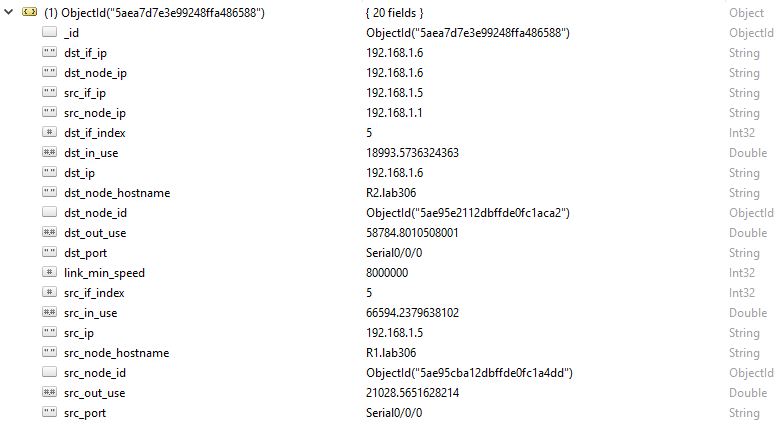 (1) ObjectId("5aea7d7e3e99248ffa486588") { 20 fields } Object
_id ObjectId("5aea7d7e3e99248ffa486588") ObjectId
"" dst_if_ip 192.168.1.6 String
"" dst_node_ip 192.168.1.6 String
"" src_if_ip 192.168.1.5 String
"" src_node_ip 192.168.1.1 String
# dst_if_index 5 Int32
#.# dst_in_use 18993.5736324363 Double
"" dst_ip 192.168.1.6 String
"" dst_node_hostname R2.lab306 String
dst_node_id ObjectId("5ae95e2112dbffde0fc1aca2") ObjectId
#.# dst_out_use 58784.8010508001 Double
"" dst_port Serial0/0/0 String
# link_min_speed 8000000 Int32
# src_if_index 5 Int32
#.# src_in_use 66594.2379638102 Double
"" src_ip 192.168.1.5 String
"" src_node_hostname R1.lab306 String
src_node_id ObjectId("5ae95cba12dbffde0fc1a4dd") ObjectId
#.# src_out_use 21028.5651628214 Double
"" src_port Serial0/0/0 String